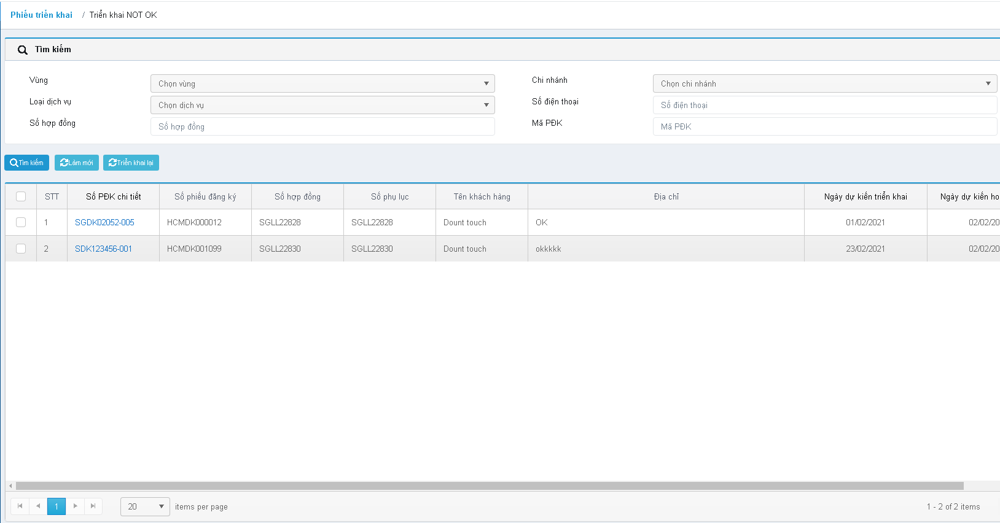 Phiếu triển khai / Triển khai NOT OK
Tìm kiếm
Vùng Chọn vùng Chi nhánh Chọn chi nhánh
Loại dịch vụ Chọn dịch vụ Số điện thoại Số điện thoại
Số hợp đồng Số hợp đồng Mã PĐK Mã PĐK
Tìm kiếm Làm mới Triển khai lại
STT Số PĐK chi tiết Số phiếu đăng ký Số hợp đồng Số phụ lục Tên khách hàng Địa chỉ Ngày dự kiến triển khai Ngày dự kiến ho
1 SGDK02052-005 HCMDK000012 SGLL22828 SGLL22828 Dount touch OK 01/02/2021 02/02/20
2 SDK123456-001 HCMDK001099 SGLL22830 SGLL22830 Dount touch okkkkk 23/02/2021 02/02/20
1 20 items per page 1 - 2 of 2 items